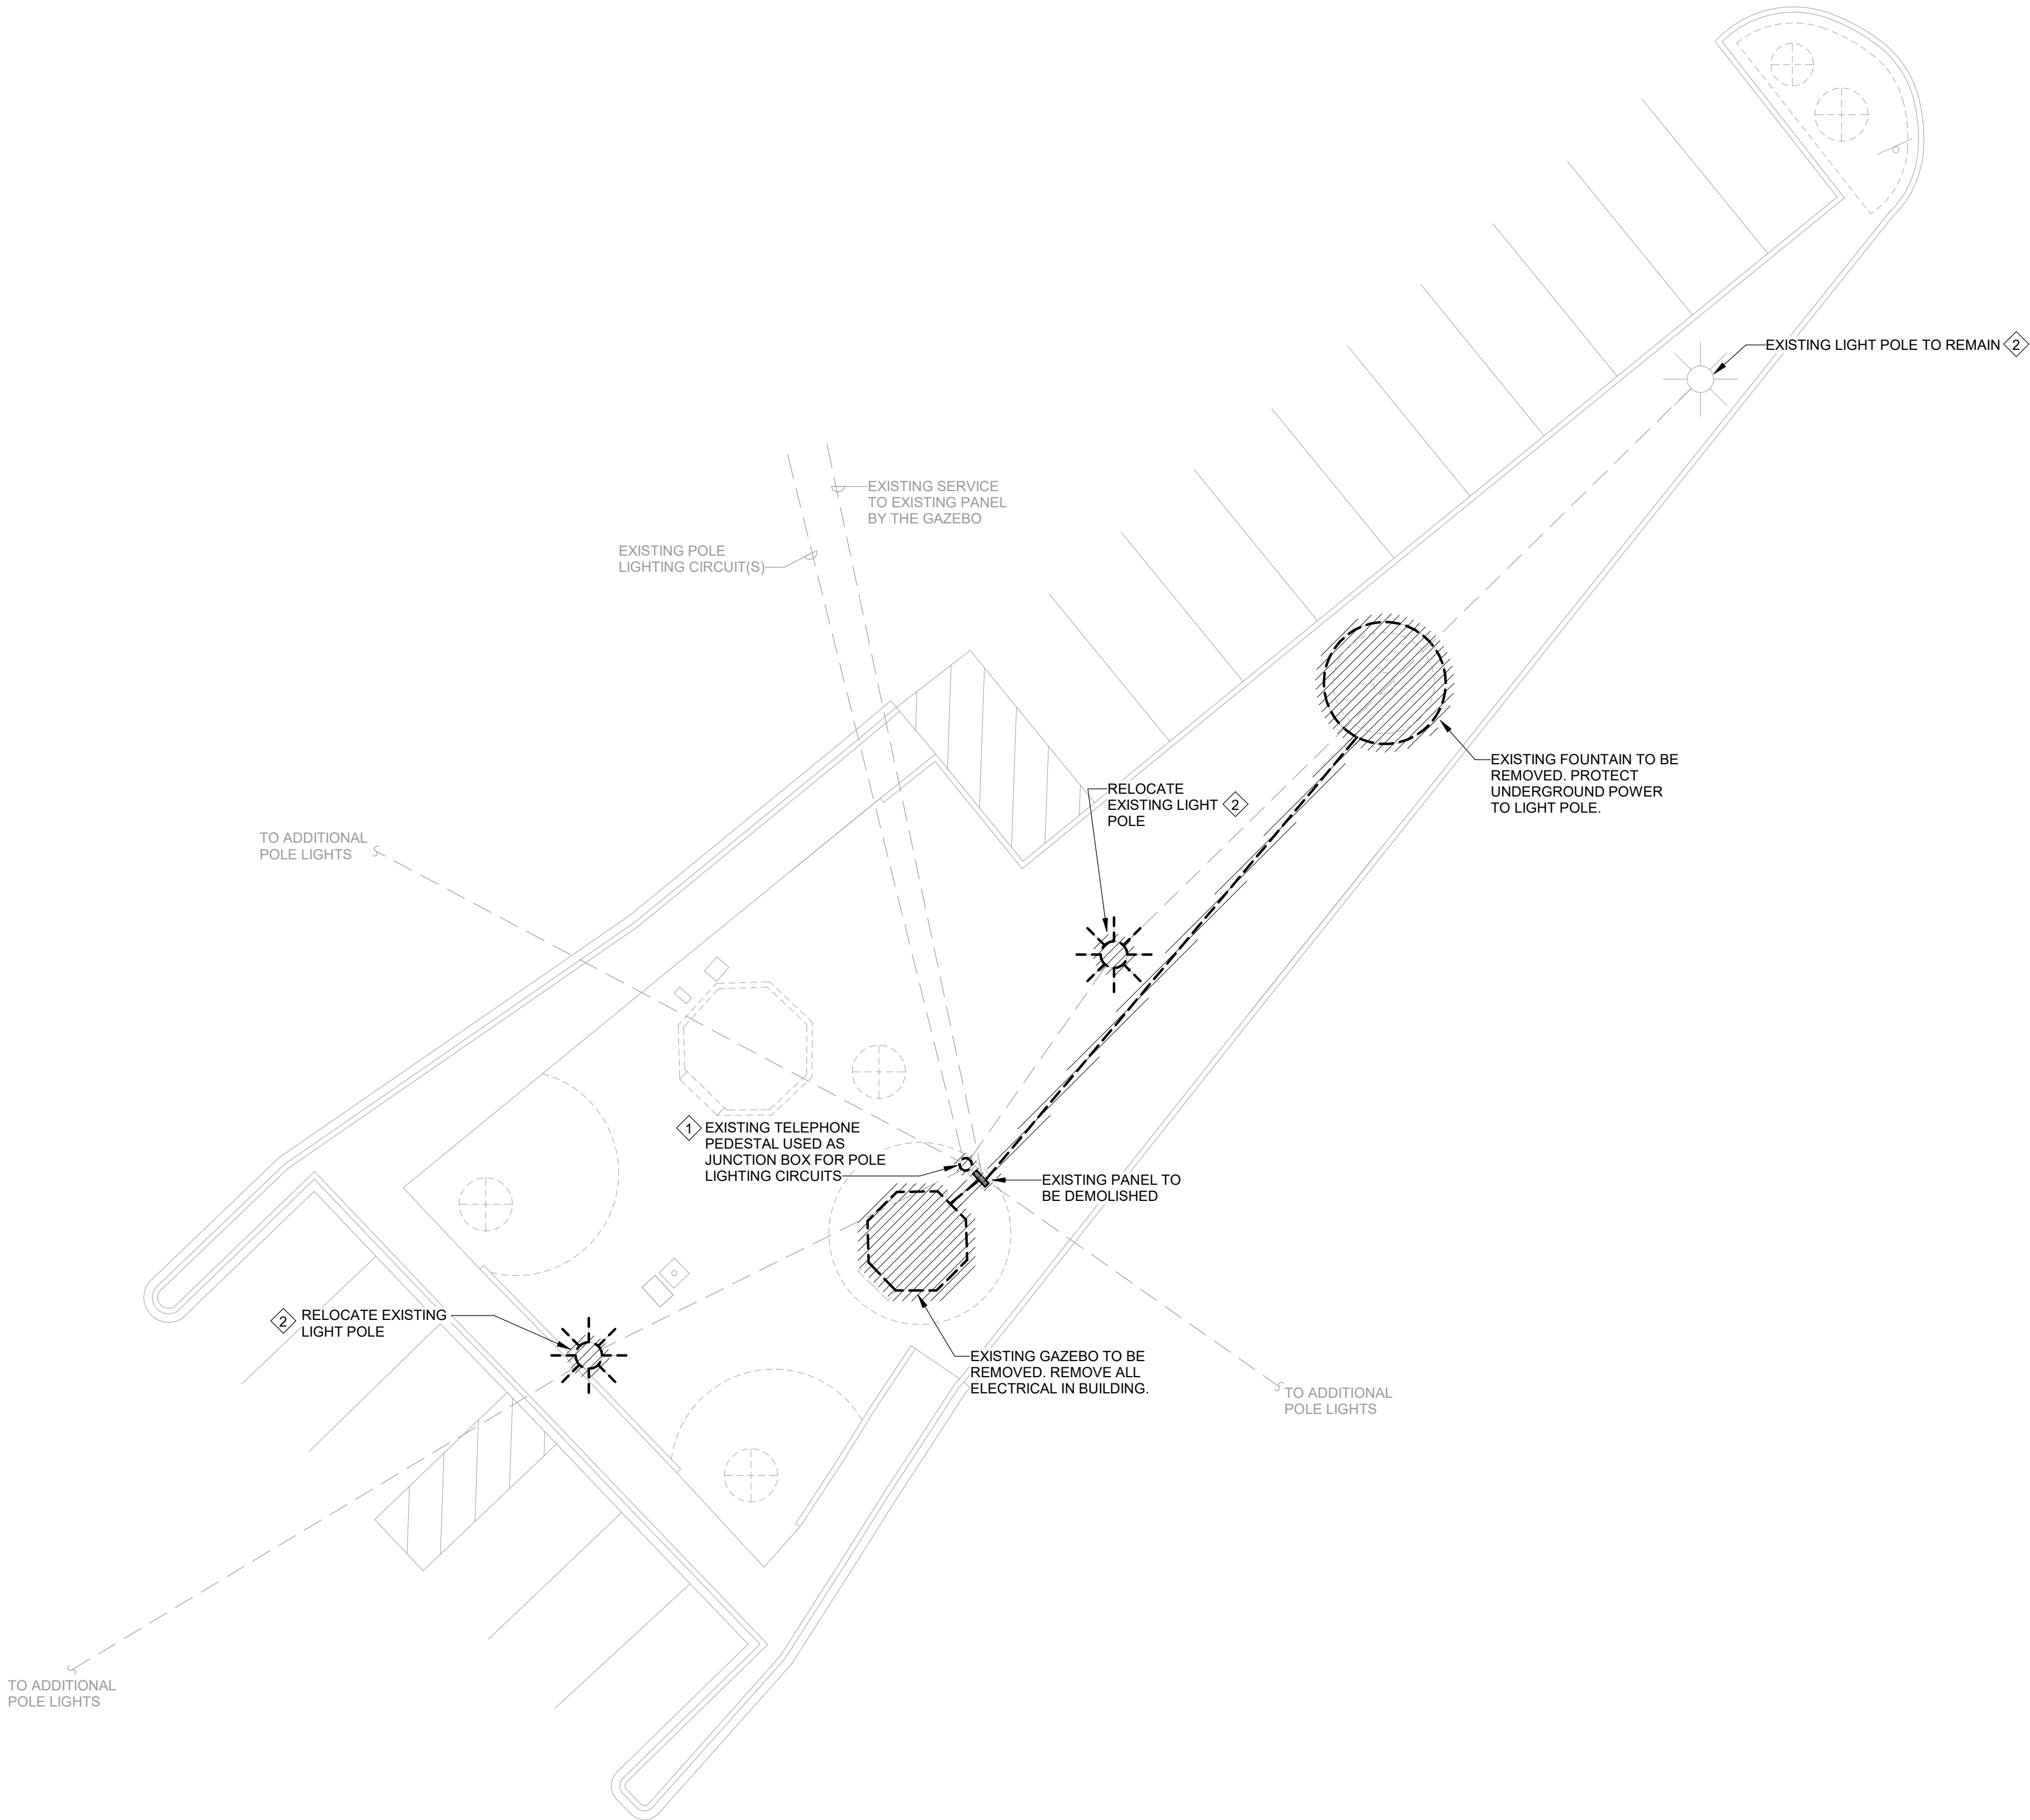 EXISTING LIGHT POLE TO REMAIN 2
EXISTING SERVICE
TO EXISTING PANEL
BY THE GAZEBO
EXISTING POLE
LIGHTING CIRCUIT(S)
EXISTING FOUNTAIN TO BE
REMOVED. PROTECT
UNDERGROUND POWER
TO LIGHT POLE.
RELOCATE
EXISTING LIGHT 2
POLE
TO ADDITIONAL
POLE LIGHTS
1 EXISTING TELEPHONE
PEDESTAL USED AS
JUNCTION BOX FOR POLE
LIGHTING CIRCUITS
EXISTING PANEL TO
BE DEMOLISHED
2 RELOCATE EXISTING
LIGHT POLE
EXISTING GAZEBO TO BE
REMOVED. REMOVE ALL
ELECTRICAL IN BUILDING.
TO ADDITIONAL
POLE LIGHTS
TO ADDITIONAL
POLE LIGHTS